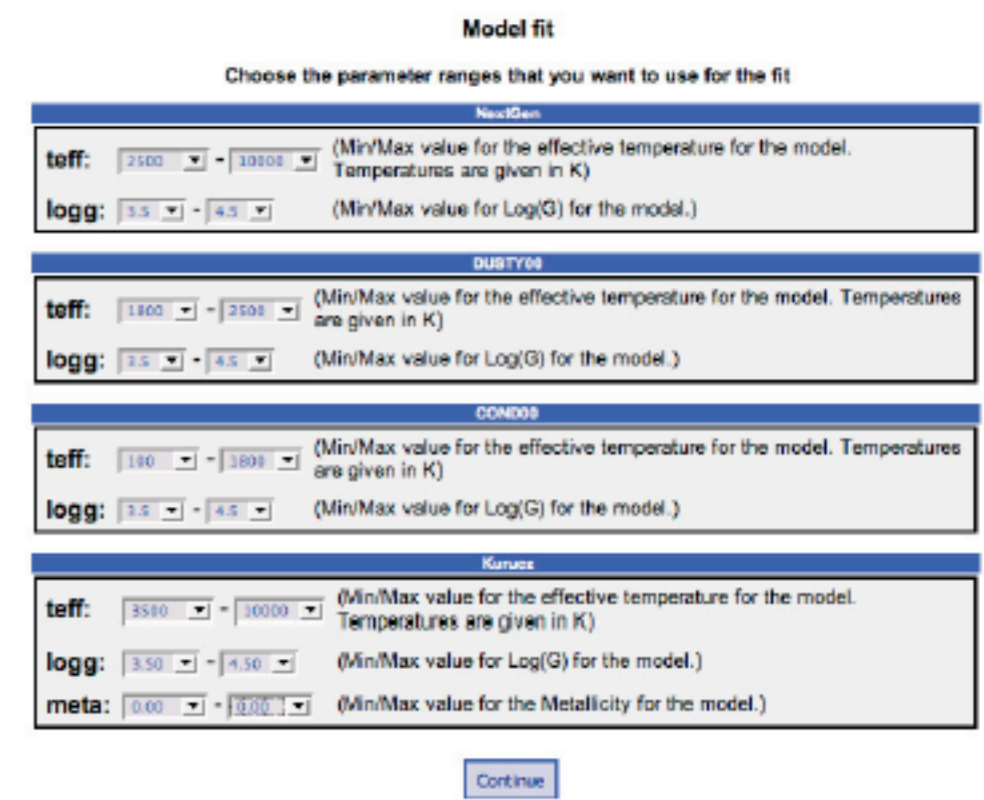 Model fit
Choose the parameter ranges that you want to use for the fit
NextGen
teff: 2500 - 10000 (Min/Max value for the effective temperature for the model.
Temperatures are given in K)
logg: 3.5 - 4.5 (Min/Max value for Log(G) for the model.)
DUSTY00
teff: 1800 - 2500 (Min/Max value for the effective temperature for the model. Temperatures
are given in K)
logg: 3.5 - 4.5 (Min/Max value for Log(G) for the model.)
COND00
teff: 100 - 1800 (Min/Max value for the effective temperature for the model. Temperatures
are given in K)
logg: 3.5 - 4.5 (Min/Max value for Log(G) for the model.)
Kurucz
teff: 3500 - 10000 (Min/Max value for the effective temperature for the model.
Temperatures are given in K)
logg: 3.50 - 4.50 (Min/Max value for Log(G) for the model.)
meta: 0.00 - 0.00 (Min/Max value for the Metallicity for the model.)
Continue